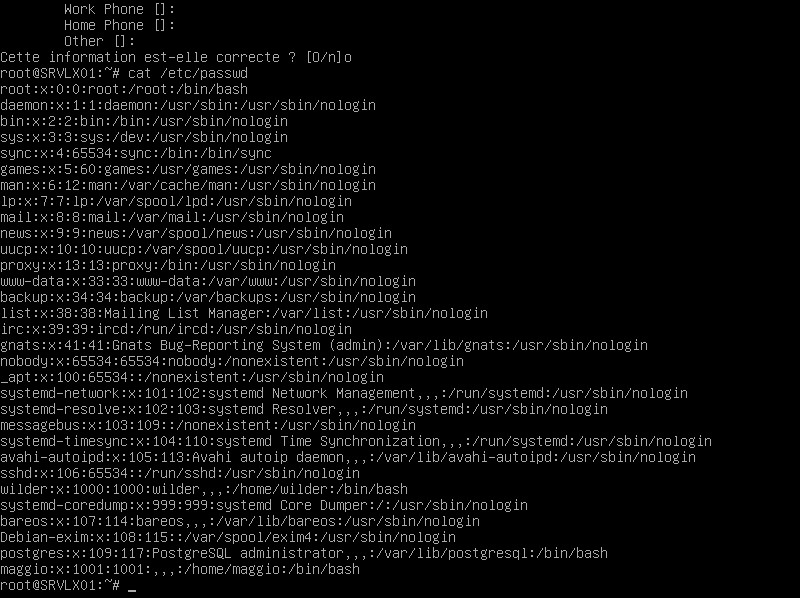 Work Phone []:
Home Phone []:
Other []:
Cette information est-elle correcte ? [O/n]o
root@SRVLX01:~# cat /etc/passwd
root:x:0:0:root:/root:/bin/bash
daemon:x:1:1:daemon:/usr/sbin:/usr/sbin/nologin
bin:x:2:2:bin:/bin:/usr/sbin/nologin
sys:x:3:3:sys:/dev:/usr/sbin/nologin
sync:x:4:65534:sync:/bin:/bin/sync
games:x:5:60:games:/usr/games:/usr/sbin/nologin
man:x:6:12:man:/var/cache/man:/usr/sbin/nologin
lp:x:7:7:lp:/var/spool/lpd:/usr/sbin/nologin
mail:x:8:8:mail:/var/mail:/usr/sbin/nologin
news:x:9:9:news:/var/spool/news:/usr/sbin/nologin
uucp:x:10:10:uucp:/var/spool/uucp:/usr/sbin/nologin
proxy:x:13:13:proxy:/bin:/usr/sbin/nologin
www-data:x:33:33:www-data:/var/www:/usr/sbin/nologin
backup:x:34:34:backup:/var/backups:/usr/sbin/nologin
list:x:38:38:Mailing List Manager:/var/list:/usr/sbin/nologin
irc:x:39:39:ircd:/run/ircd:/usr/sbin/nologin
gnats:x:41:41:Gnats Bug-Reporting System (admin):/var/lib/gnats:/usr/sbin/nologin
nobody:x:65534:65534:nobody:/nonexistent:/usr/sbin/nologin
_apt:x:100:65534::/nonexistent:/usr/sbin/nologin
systemd-network:x:101:102:systemd Network Management,,,:/run/systemd:/usr/sbin/nologin
systemd-resolve:x:102:103:systemd Resolver,,,:/run/systemd:/usr/sbin/nologin
messagebus:x:103:109::/nonexistent:/usr/sbin/nologin
systemd-timesync:x:104:110:systemd Time Synchronization,,,:/run/systemd:/usr/sbin/nologin
avahi-autoipd:x:105:113:Avahi autoip daemon,,,:/var/lib/avahi-autoipd:/usr/sbin/nologin
sshd:x:106:65534::/run/sshd:/usr/sbin/nologin
wilder:x:1000:1000:wilder,,,:/home/wilder:/bin/bash
systemd-coredump:x:999:999:systemd Core Dumper:/:/usr/sbin/nologin
bareos:x:107:114:bareos,,,:/var/lib/bareos:/usr/sbin/nologin
Debian-exim:x:108:115::/var/spool/exim4:/usr/sbin/nologin
postgres:x:109:117:PostgreSQL administrator,,,:/var/lib/postgresql:/bin/bash
maggio:x:1001:1001:,,,:/home/maggio:/bin/bash
root@SRVLX01:~# _